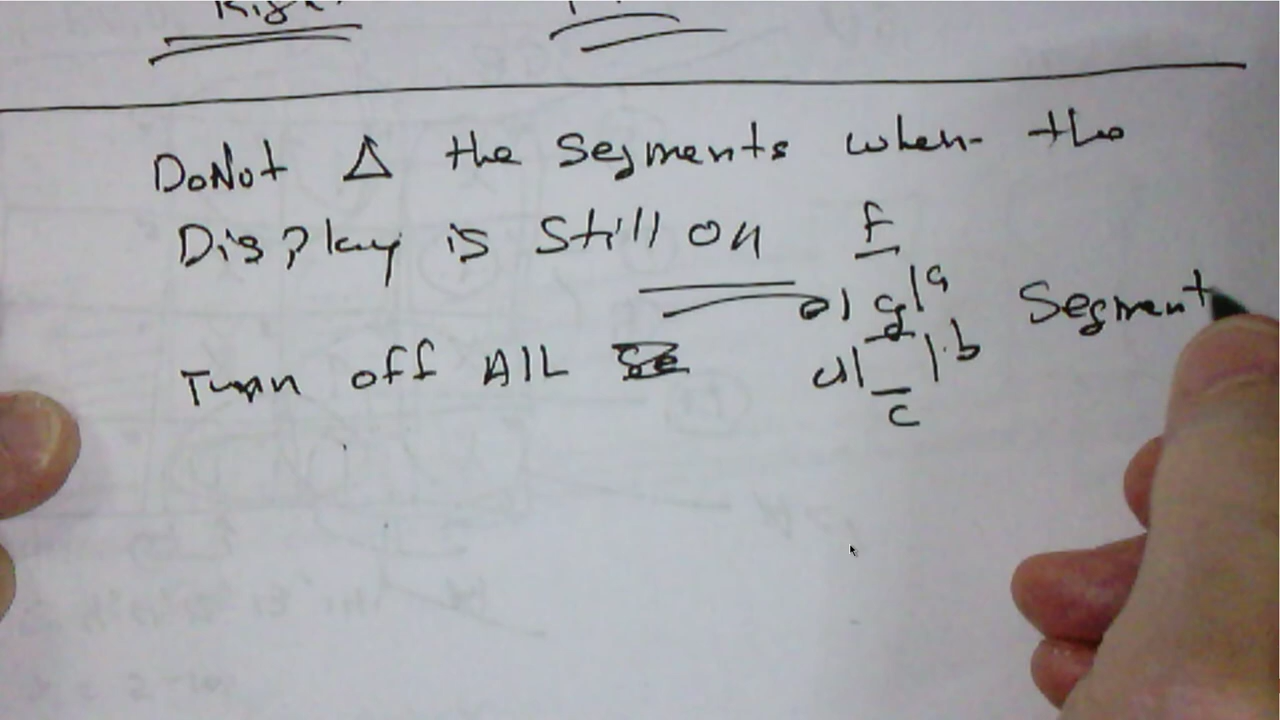 DoNot Δ the Segments when the
Display is still on
f
e g a
Turn off All
d b
c
Segment